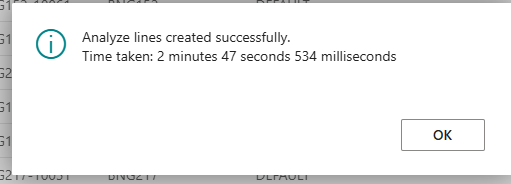 Analyze lines created successfully.
Time taken: 2 minutes 47 seconds 534 milliseconds
OK
BNG217
DEFAULT